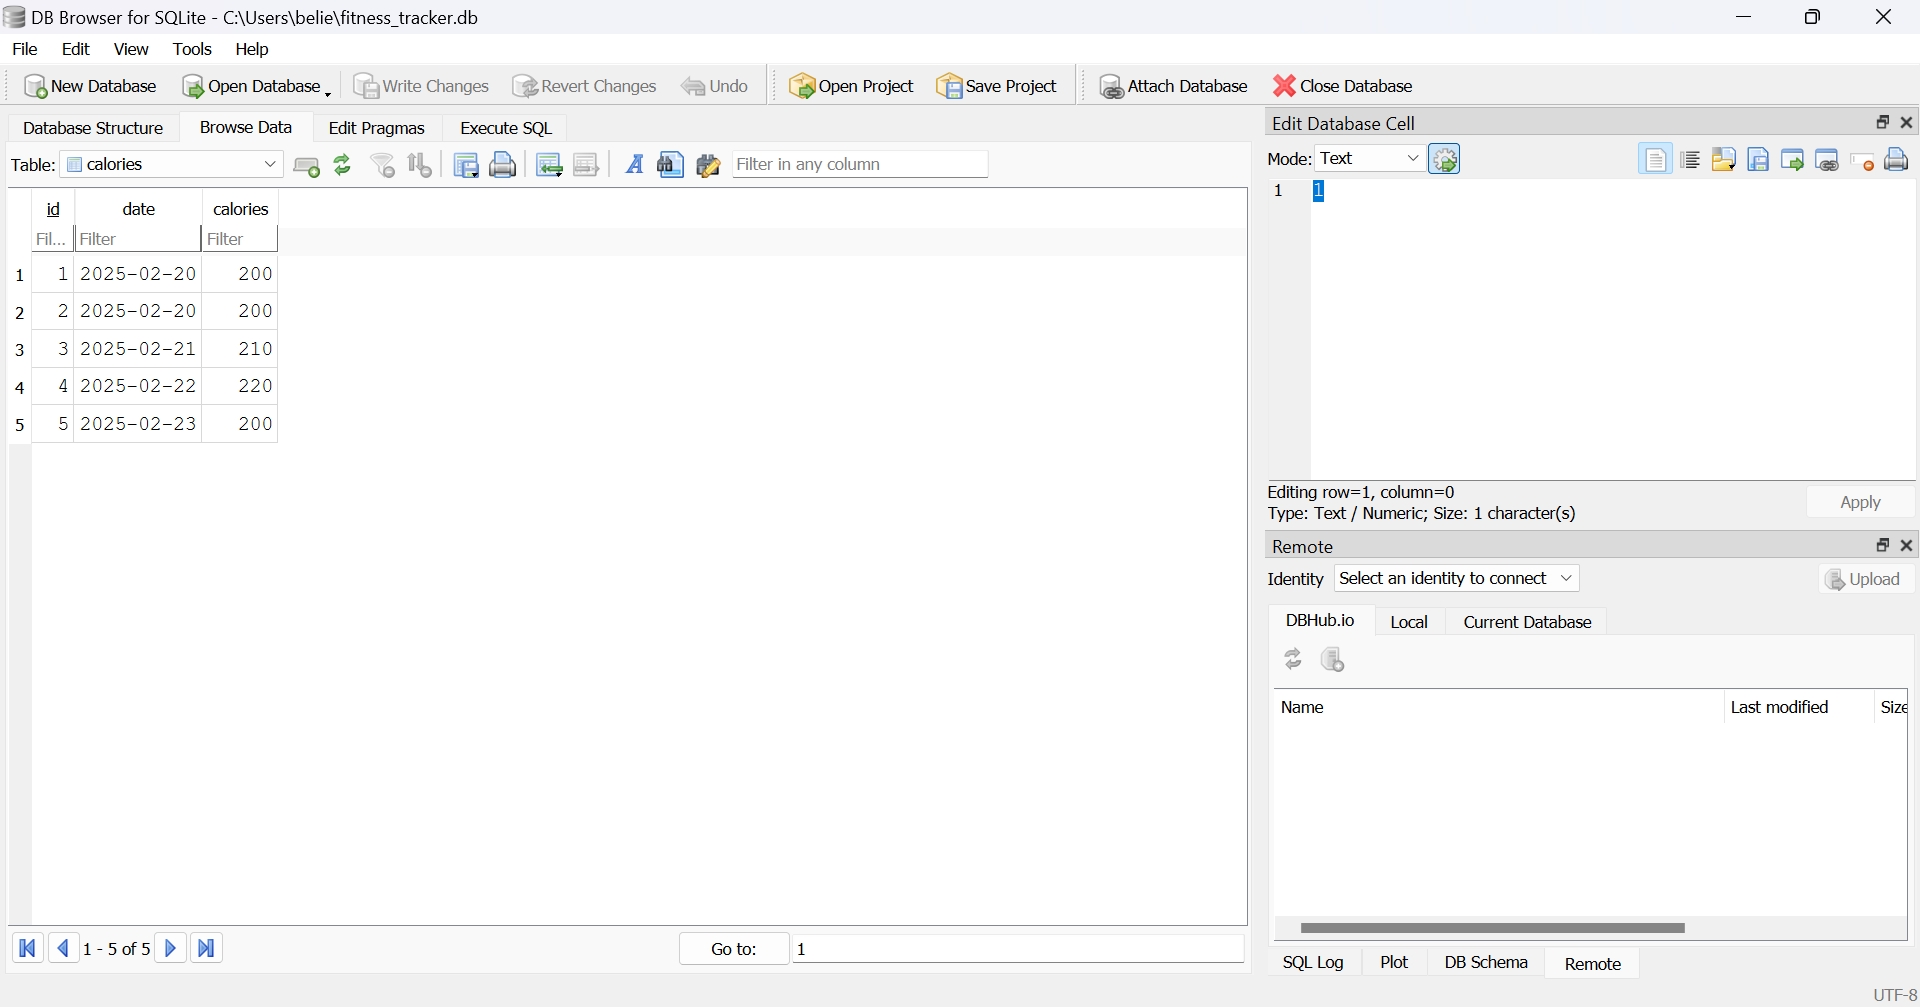 DB Browser for SQLite - C:\Users\belie\fitness_tracker.db
File Edit View Tools Help
New Database Open Database Write Changes Revert Changes Undo Open Project Save Project Attach Database Close Database
Database Structure Browse Data Edit Pragmas Execute SQL
Table: calories Filter in any column
id date calories
Fil... Filter Filter
1 1 2025-02-20 200
2 2 2025-02-20 200
3 3 2025-02-21 210
4 4 2025-02-22 220
5 5 2025-02-23 200
1 - 5 of 5 Go to: 1
Edit Database Cell
Mode: Text
1 1
Editing row=1, column=0
Type: Text / Numeric; Size: 1 character(s)
Apply
Remote
Identity Select an identity to connect Upload
DBHub.io Local Current Database
Name Last modified Size
SQL Log Plot DB Schema Remote
UTF-8